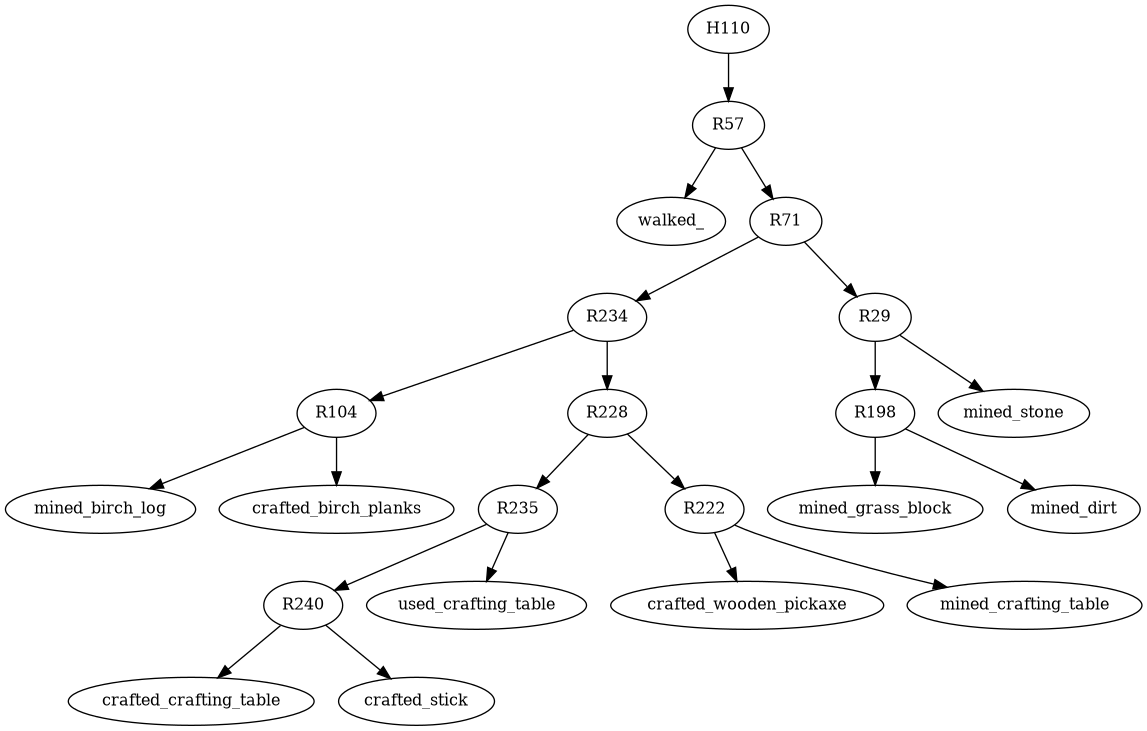 H110
R57
walked_
R71
R234
R29
R104
R228
R198
mined_stone
mined_birch_log
crafted_birch_planks
R235
R222
mined_grass_block
mined_dirt
R240
used_crafting_table
crafted_wooden_pickaxe
mined_crafting_table
crafted_crafting_table
crafted_stick